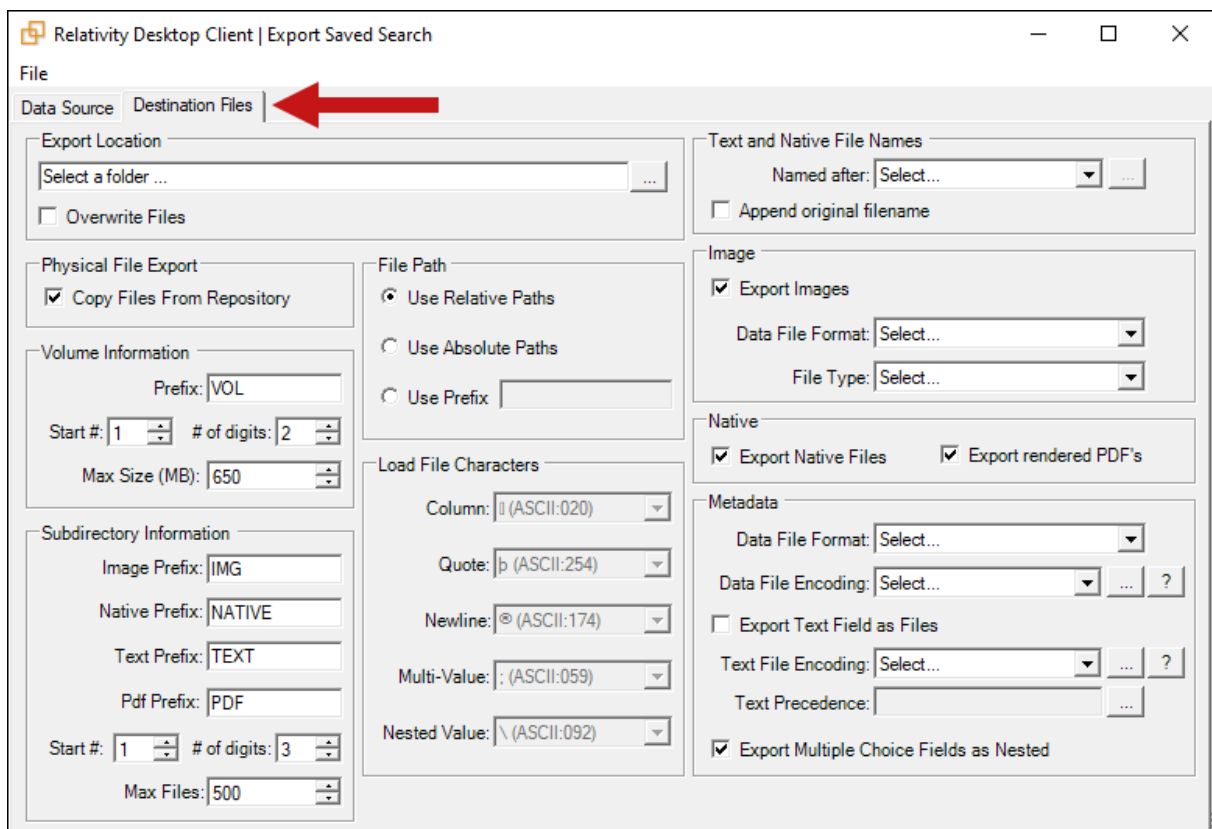 Relativity Desktop Client | Export Saved Search
File
Data Source
Destination Files
Export Location
Select a folder ...
...
Overwrite Files
Physical File Export
Copy Files From Repository
Volume Information
Prefix: VOL
Start #: 1 # of digits: 2
Max Size (MB): 650
Subdirectory Information
Image Prefix: IMG
Native Prefix: NATIVE
Text Prefix: TEXT
Pdf Prefix: PDF
Start #: 1 # of digits: 3
Max Files: 500
File Path
Use Relative Paths
Use Absolute Paths
Use Prefix
Load File Characters
Column: ▯ (ASCII:020)
Quote: þ (ASCII:254)
Newline: ® (ASCII:174)
Multi-Value: ; (ASCII:059)
Nested Value: \ (ASCII:092)
Text and Native File Names
Named after: Select... ...
Append original filename
Image
Export Images
Data File Format: Select...
File Type: Select...
Native
Export Native Files Export rendered PDF's
Metadata
Data File Format: Select...
Data File Encoding: Select... ... ?
Export Text Field as Files
Text File Encoding: Select... ... ?
Text Precedence: ...
Export Multiple Choice Fields as Nested